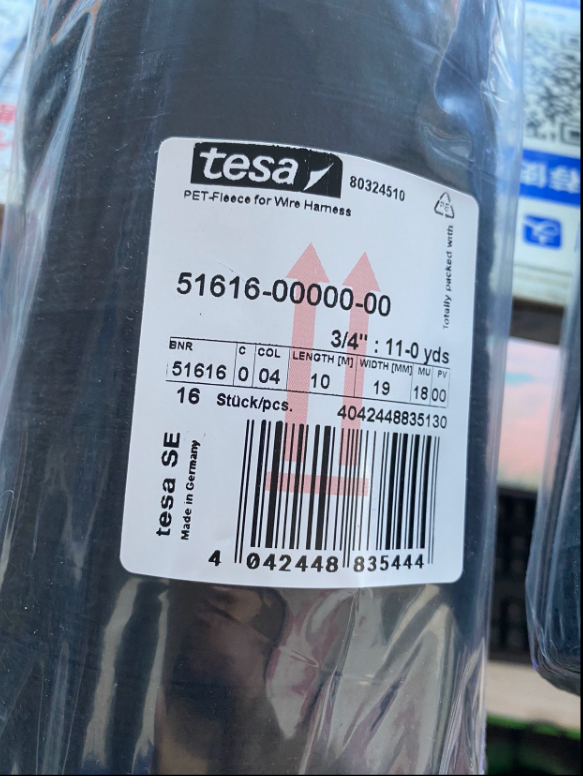 tesa
80324510
PET-Fleece for Wire Harness
Totally packed with
51616-00000-00
3/4" : 11-0 yds
BNR C COL LENGTH [M] WIDTH [MM] MU PV
51616 0 04 10 19 18 00
16 Stück/pcs. 4042448835130
tesa SE
Made in Germany
4 042448 835444